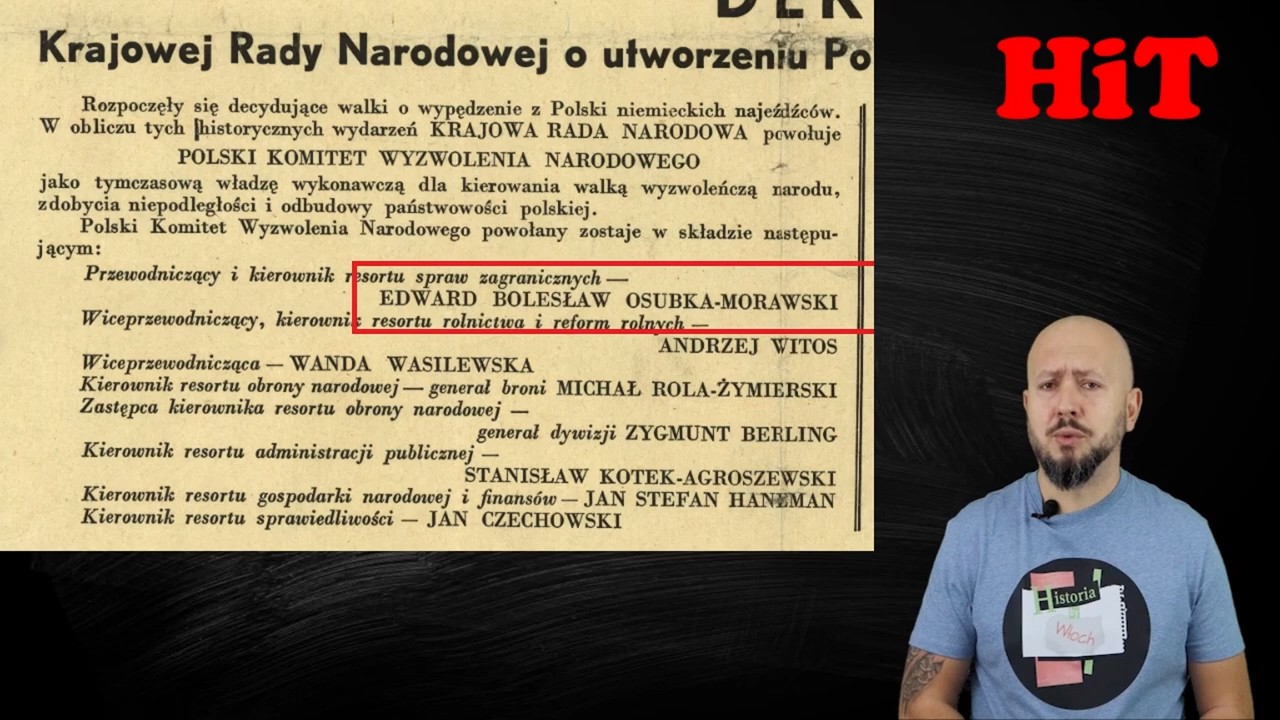 DEK
Krajowej Rady Narodowej o utworzeniu Po
Rozpoczęły się decydujące walki o wypędzenie z Polski niemieckich najeźdźców.
W obliczu tych historycznych wydarzeń KRAJOWA RADA NARODOWA powołuje
POLSKI KOMITET WYZWOLENIA NARODOWEGO
jako tymczasową władzę wykonawczą dla kierowania walką wyzwoleńczą narodu,
zdobycia niepodległości i odbudowy państwowości polskiej.
Polski Komitet Wyzwolenia Narodowego powołany zostaje w składzie następu-
jącym:
Przewodniczący i kierownik resortu spraw zagranicznych —
EDWARD BOLESŁAW OSUBKA-MORAWSKI
Wiceprzewodniczący, kierownik resortu rolnictwa i reform rolnych —
ANDRZEJ WITOS
Wiceprzewodnicząca — WANDA WASILEWSKA
Kierownik resortu obrony narodowej — generał broni MICHAŁ ROLA-ŻYMIERSKI
Zastępca kierownika resortu obrony narodowej —
generał dywizji ZYGMUNT BERLING
Kierownik resortu administracji publicznej —
STANISŁAW KOTEK-AGROSZEWSKI
Kierownik resortu gospodarki narodowej i finansów — JAN STEFAN HANEMAN
Kierownik resortu sprawiedliwości — JAN CZECHOWSKI
HiT
Historia
Włoch